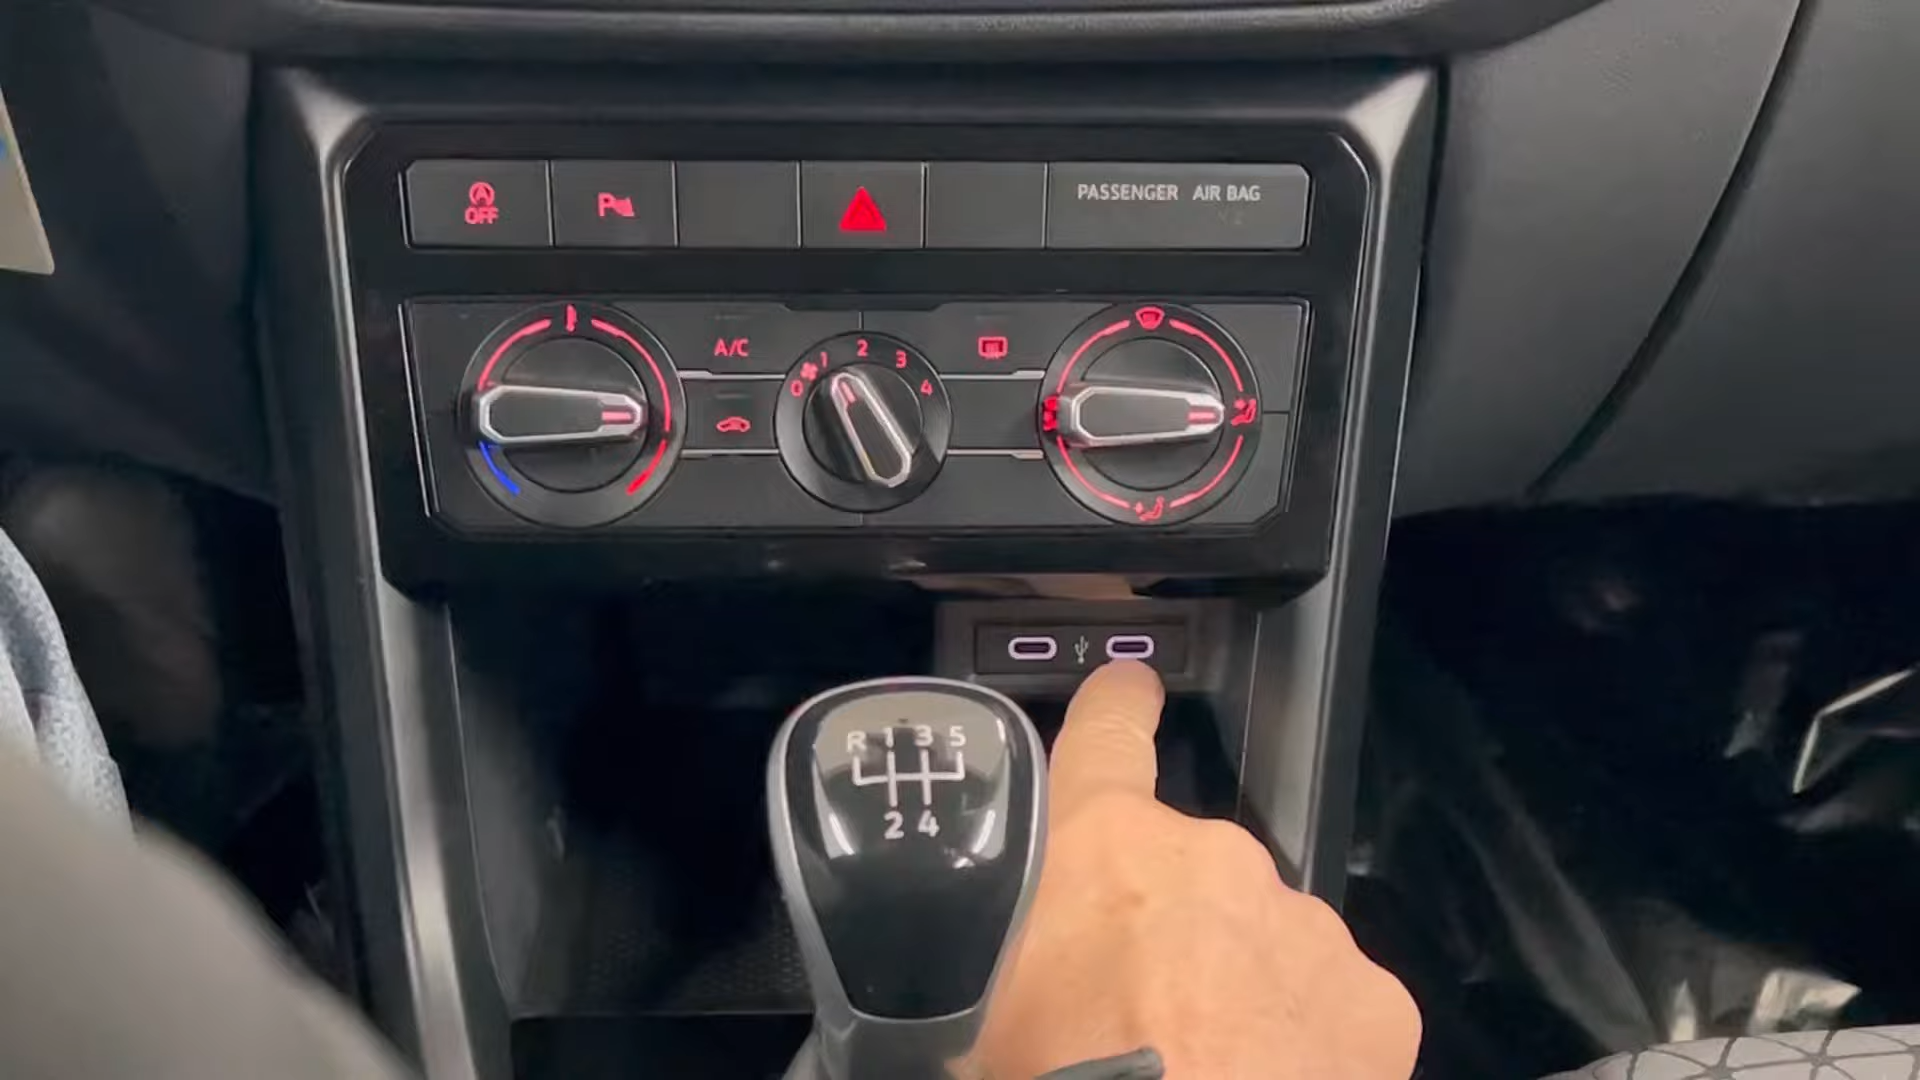 OFF
P
PASSENGER AIR BAG
A/C
0 1 2 3 4
R 1 3 5
2 4